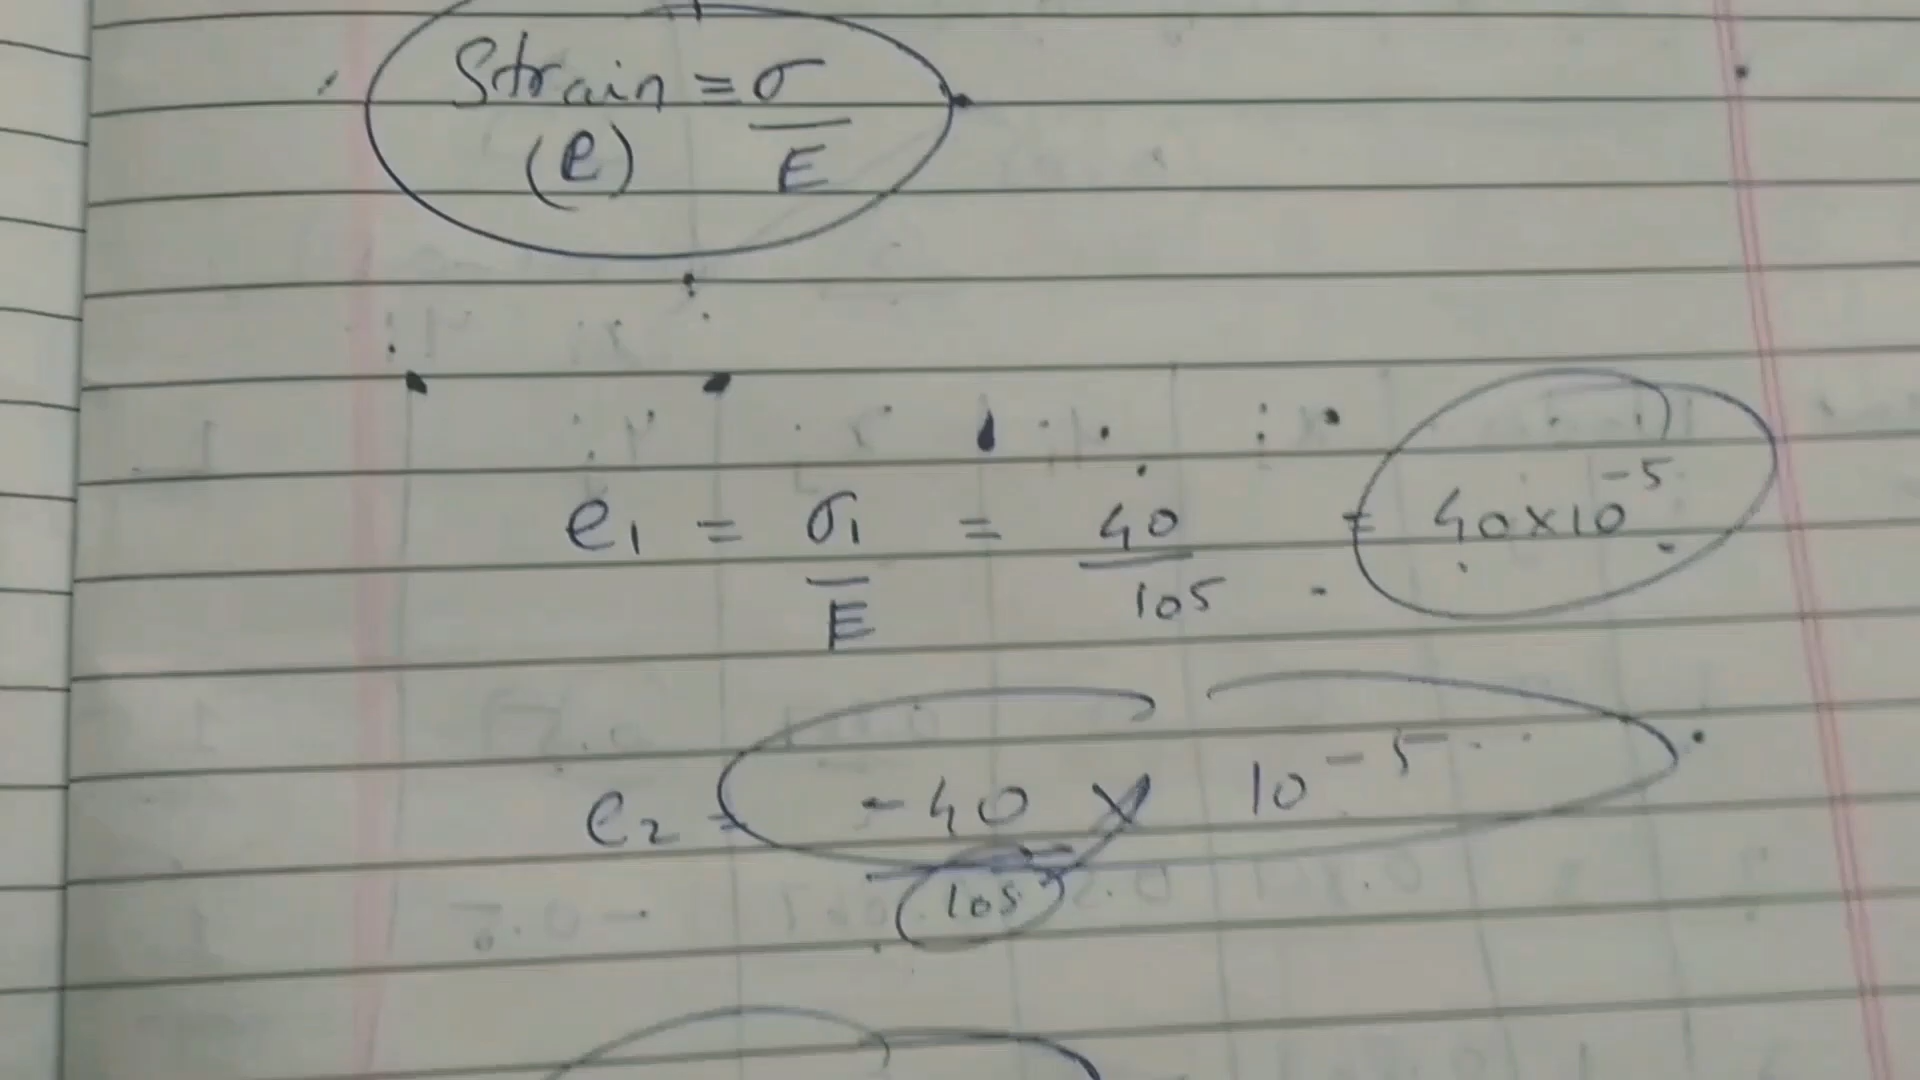 Strain = σ
(e) E
e₁ = σ₁ = 40 = 40×10⁻⁵
E 10⁵
e₂ = -40 × 10⁻⁵
10⁵